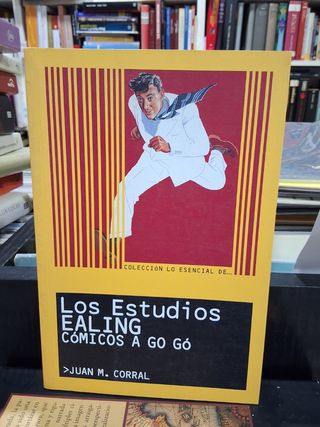 COLECCIÓN LO ESENCIAL DE...
Los Estudios
EALING
CÓMICOS A GO GÓ
>JUAN M. CORRAL